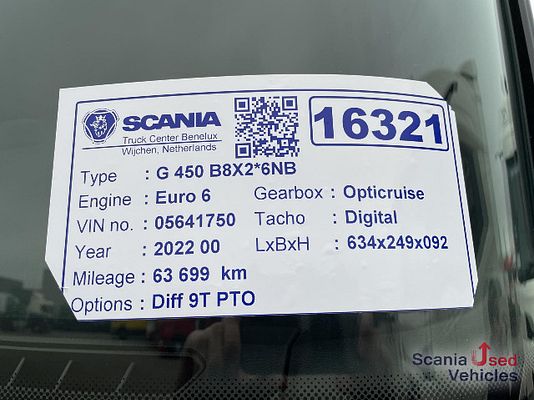 SCANIA
Truck Center Benelux
Wijchen, Netherlands
16321
Type : G 450 B8X2*6NB
Engine : Euro 6 Gearbox : Opticruise
VIN no. : 05641750 Tacho : Digital
Year : 2022 00 LxBxH : 634x249x092
Mileage : 63 699 km
Options : Diff 9T PTO
Scania Used
Vehicles